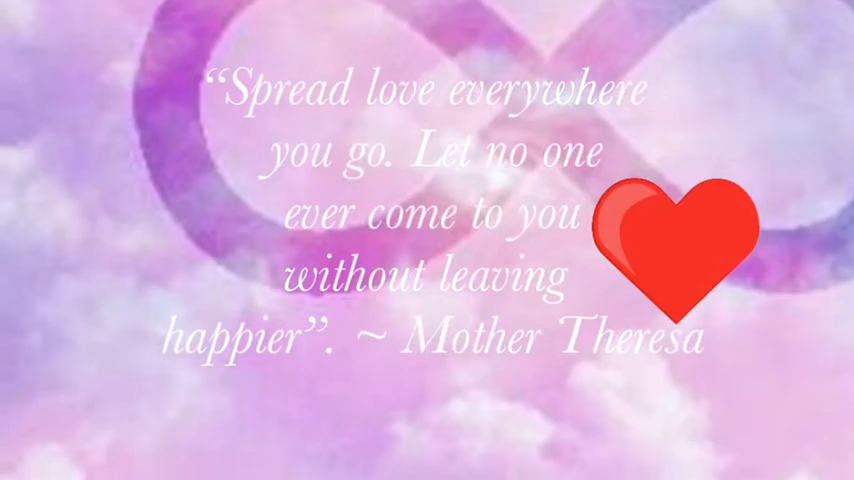 “Spread love everywhere
you go. Let no one
ever come to you
without leaving
happier”. ~ Mother Theresa